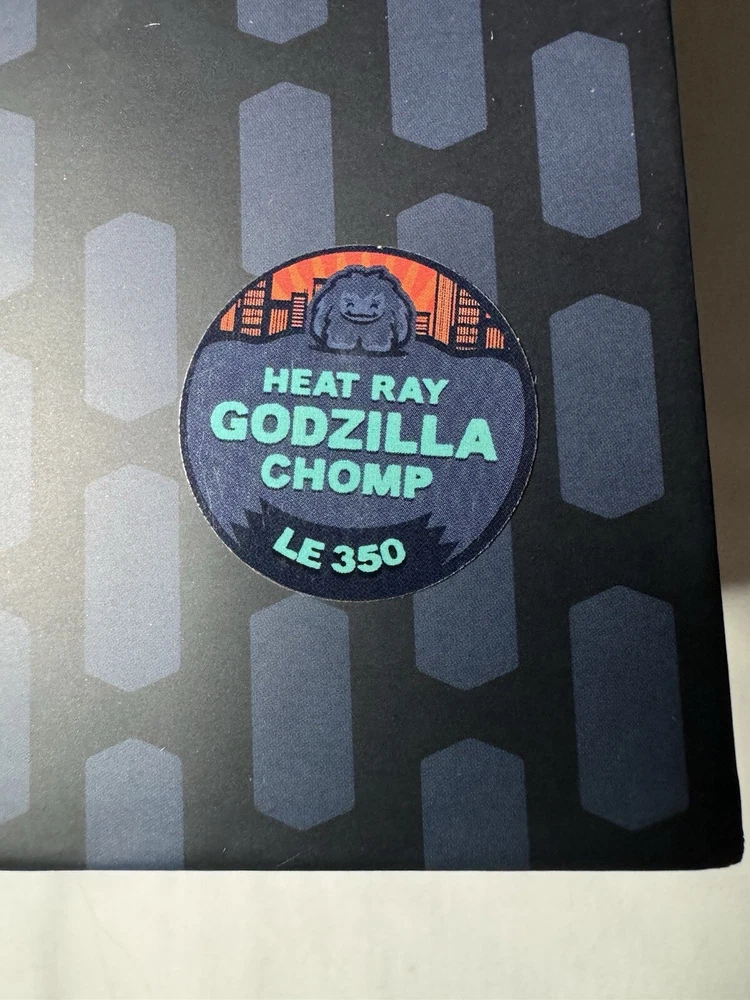 HEAT RAY
GODZILLA
CHOMP
LE 350